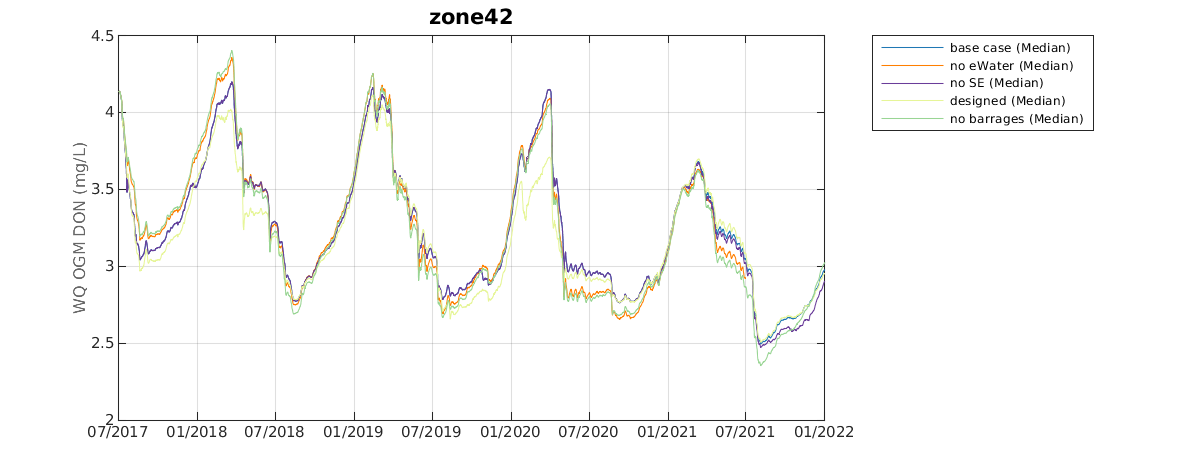 zone42
WQ OGM DON (mg/L)
4.5
4
3.5
3
2.5
2
07/2017 01/2018 07/2018 01/2019 07/2019 01/2020 07/2020 01/2021 07/2021 01/2022
base case (Median)
no eWater (Median)
no SE (Median)
designed (Median)
no barrages (Median)